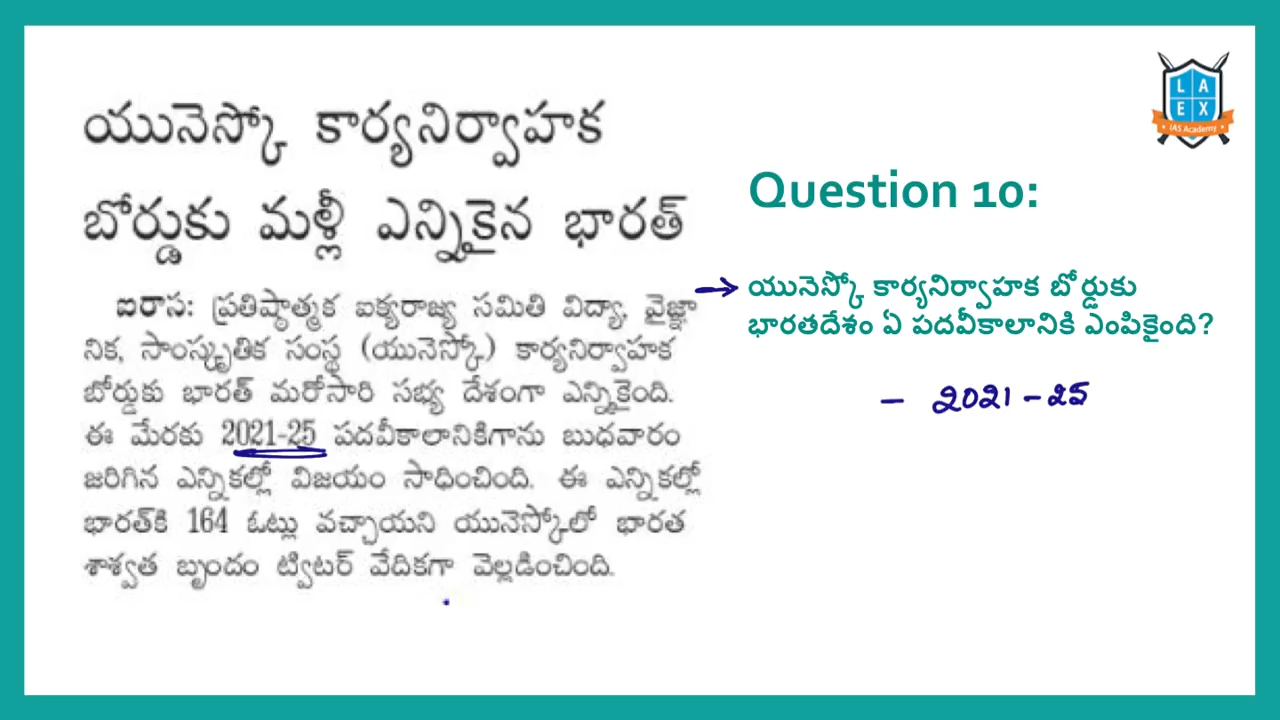 యునెస్కో కార్యనిర్వాహక
బోర్డుకు మళ్లీ ఎన్నికైన భారత్
ఐరాస: ప్రతిష్ఠాత్మక ఐక్యరాజ్య సమితి విద్యా, వైజ్ఞా
నిక, సాంస్కృతిక సంస్థ (యునెస్కో) కార్యనిర్వాహక
బోర్డుకు భారత్ మరోసారి సభ్య దేశంగా ఎన్నికైంది.
ఈ మేరకు 2021-25 పదవీకాలానికిగాను బుధవారం
జరిగిన ఎన్నికల్లో విజయం సాధించింది. ఈ ఎన్నికల్లో
భారత్‌కి 164 ఓట్లు వచ్చాయని యునెస్కోలో భారత
శాశ్వత బృందం ట్విటర్ వేదికగా వెల్లడించింది.
LA
EX
IAS Academy
Question 10:
యునెస్కో కార్యనిర్వాహక బోర్డుకు
భారతదేశం ఏ పదవీకాలానికి ఎంపికైంది?
- 2021-25